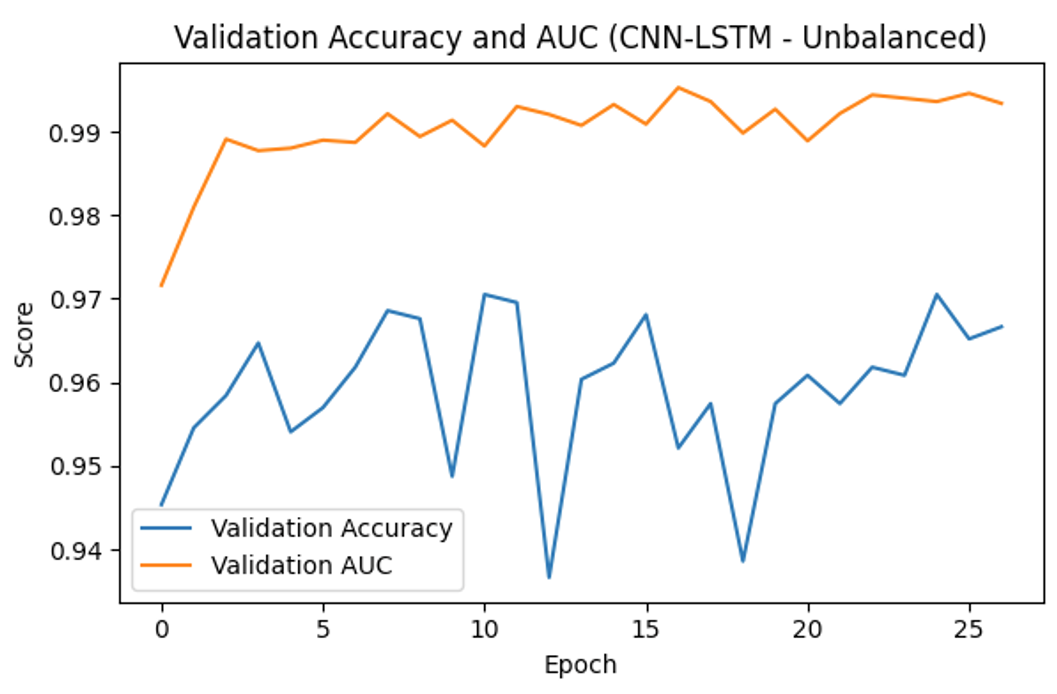 Validation Accuracy and AUC (CNN-LSTM - Unbalanced)
0.99
0.98
0.97
0.96
0.95
0.94
Score
Validation Accuracy
Validation AUC
0 5 10 15 20 25
Epoch